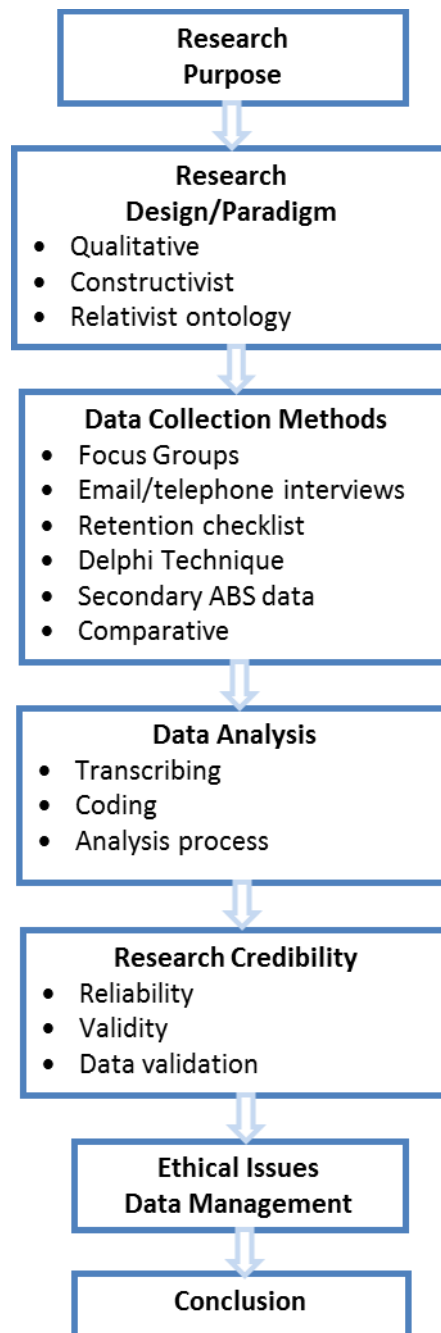 Research
Purpose
Research
Design/Paradigm
• Qualitative
• Constructivist
• Relativist ontology
Data Collection Methods
• Focus Groups
• Email/telephone interviews
• Retention checklist
• Delphi Technique
• Secondary ABS data
• Comparative
Data Analysis
• Transcribing
• Coding
• Analysis process
Research Credibility
• Reliability
• Validity
• Data validation
Ethical Issues
Data Management
Conclusion